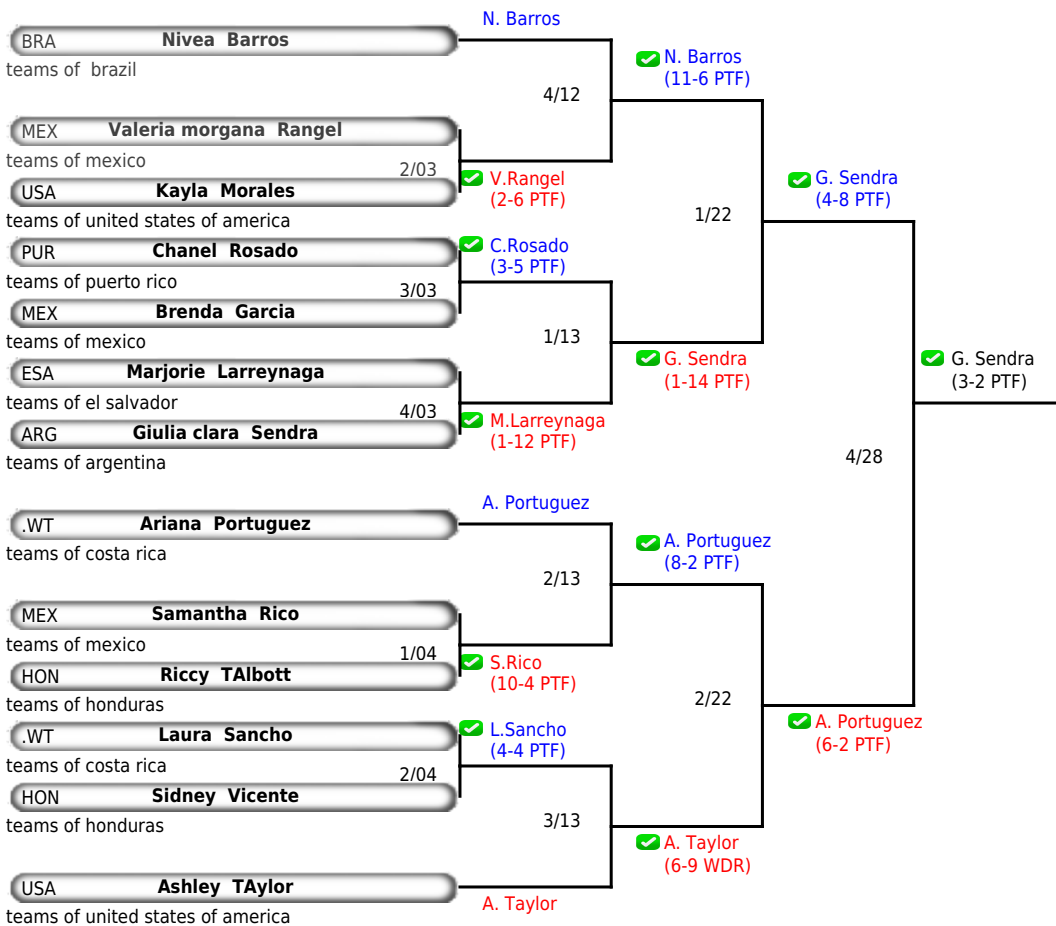 N. Barros
BRA Nivea Barros
teams of brazil
N. Barros
(11-6 PTF)
4/12
MEX Valeria morgana Rangel
teams of mexico
2/03
V.Rangel
(2-6 PTF)
USA Kayla Morales
teams of united states of america
G. Sendra
(4-8 PTF)
1/22
PUR Chanel Rosado
C.Rosado
(3-5 PTF)
teams of puerto rico
3/03
MEX Brenda Garcia
teams of mexico
1/13
G. Sendra
(1-14 PTF)
G. Sendra
(3-2 PTF)
ESA Marjorie Larreynaga
teams of el salvador
4/03
M.Larreynaga
(1-12 PTF)
ARG Giulia clara Sendra
teams of argentina
4/28
A. Portuguez
.WT Ariana Portuguez
teams of costa rica
A. Portuguez
(8-2 PTF)
2/13
MEX Samantha Rico
teams of mexico
1/04
S.Rico
(10-4 PTF)
HON Riccy TAlbott
teams of honduras
2/22
A. Portuguez
(6-2 PTF)
.WT Laura Sancho
L.Sancho
(4-4 PTF)
teams of costa rica
2/04
HON Sidney Vicente
teams of honduras
3/13
A. Taylor
(6-9 WDR)
USA Ashley TAylor
A. Taylor
teams of united states of america